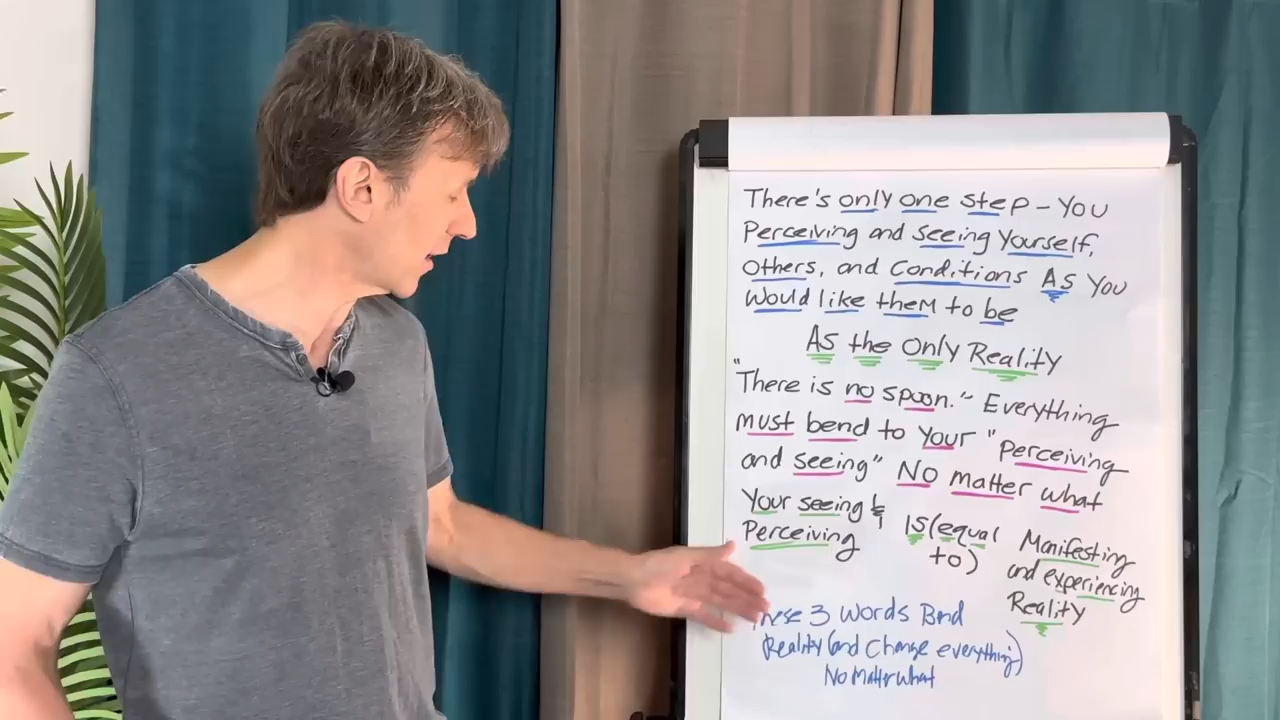 There's only one step - You
Perceiving and seeing Yourself,
Others, and Conditions As You
Would like them to be
As the Only Reality
"There is no spoon." Everything
must bend to Your "Perceiving
and seeing" No matter what
Your seeing &
Perceiving
Is (equal
to)
Manifesting
and experiencing
Reality
3 Words Bend
Reality (and Change everything)
No Matter what